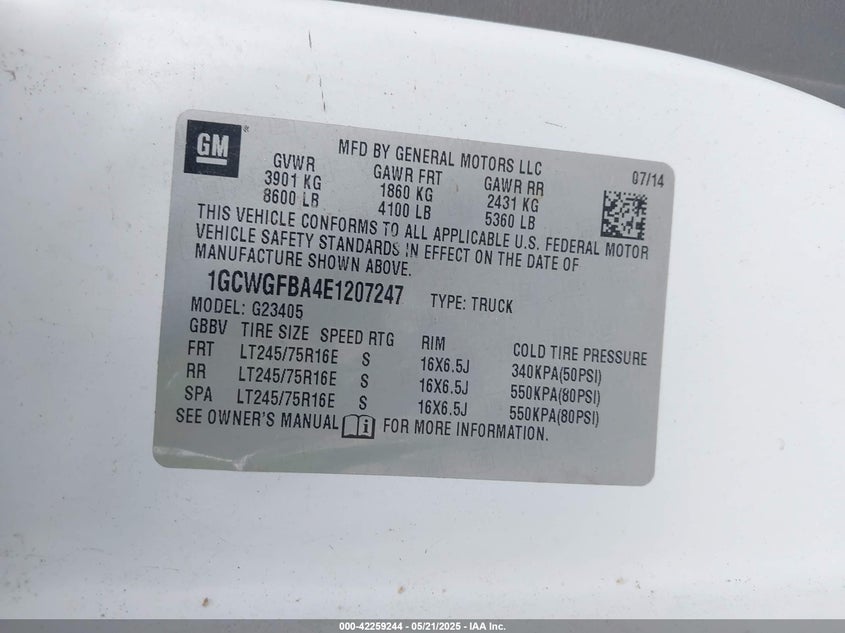 GM
MFD BY GENERAL MOTORS LLC 07/14
GVWR GAWR FRT GAWR RR
3901 KG 1860 KG 2431 KG
8600 LB 4100 LB 5360 LB
THIS VEHICLE CONFORMS TO ALL APPLICABLE U.S. FEDERAL MOTOR
VEHICLE SAFETY STANDARDS IN EFFECT ON THE DATE OF
MANUFACTURE SHOWN ABOVE.
1GCWGFBA4E1207247 TYPE: TRUCK
MODEL: G23405
GBBV TIRE SIZE SPEED RTG RIM COLD TIRE PRESSURE
FRT LT245/75R16E S 16X6.5J 340KPA(50PSI)
RR LT245/75R16E S 16X6.5J 550KPA(80PSI)
SPA LT245/75R16E S 16X6.5J 550KPA(80PSI)
SEE OWNER'S MANUAL i FOR MORE INFORMATION.
000-42259244 — 05/21/2025 — IAA Inc.